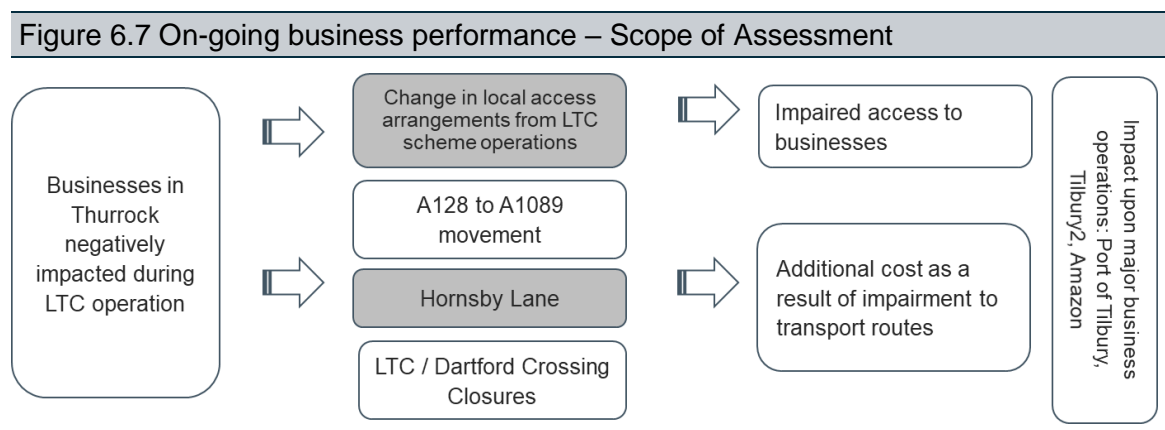 Figure 6.7 On-going business performance – Scope of Assessment
Businesses in
Thurrock
negatively
impacted during
LTC operation
Change in local access
arrangements from LTC
scheme operations
A128 to A1089
movement
Hornsby Lane
LTC / Dartford Crossing
Closures
Impaired access to
businesses
Additional cost as a
result of impairment to
transport routes
Impact upon major business
operations: Port of Tilbury,
Tilbury2, Amazon